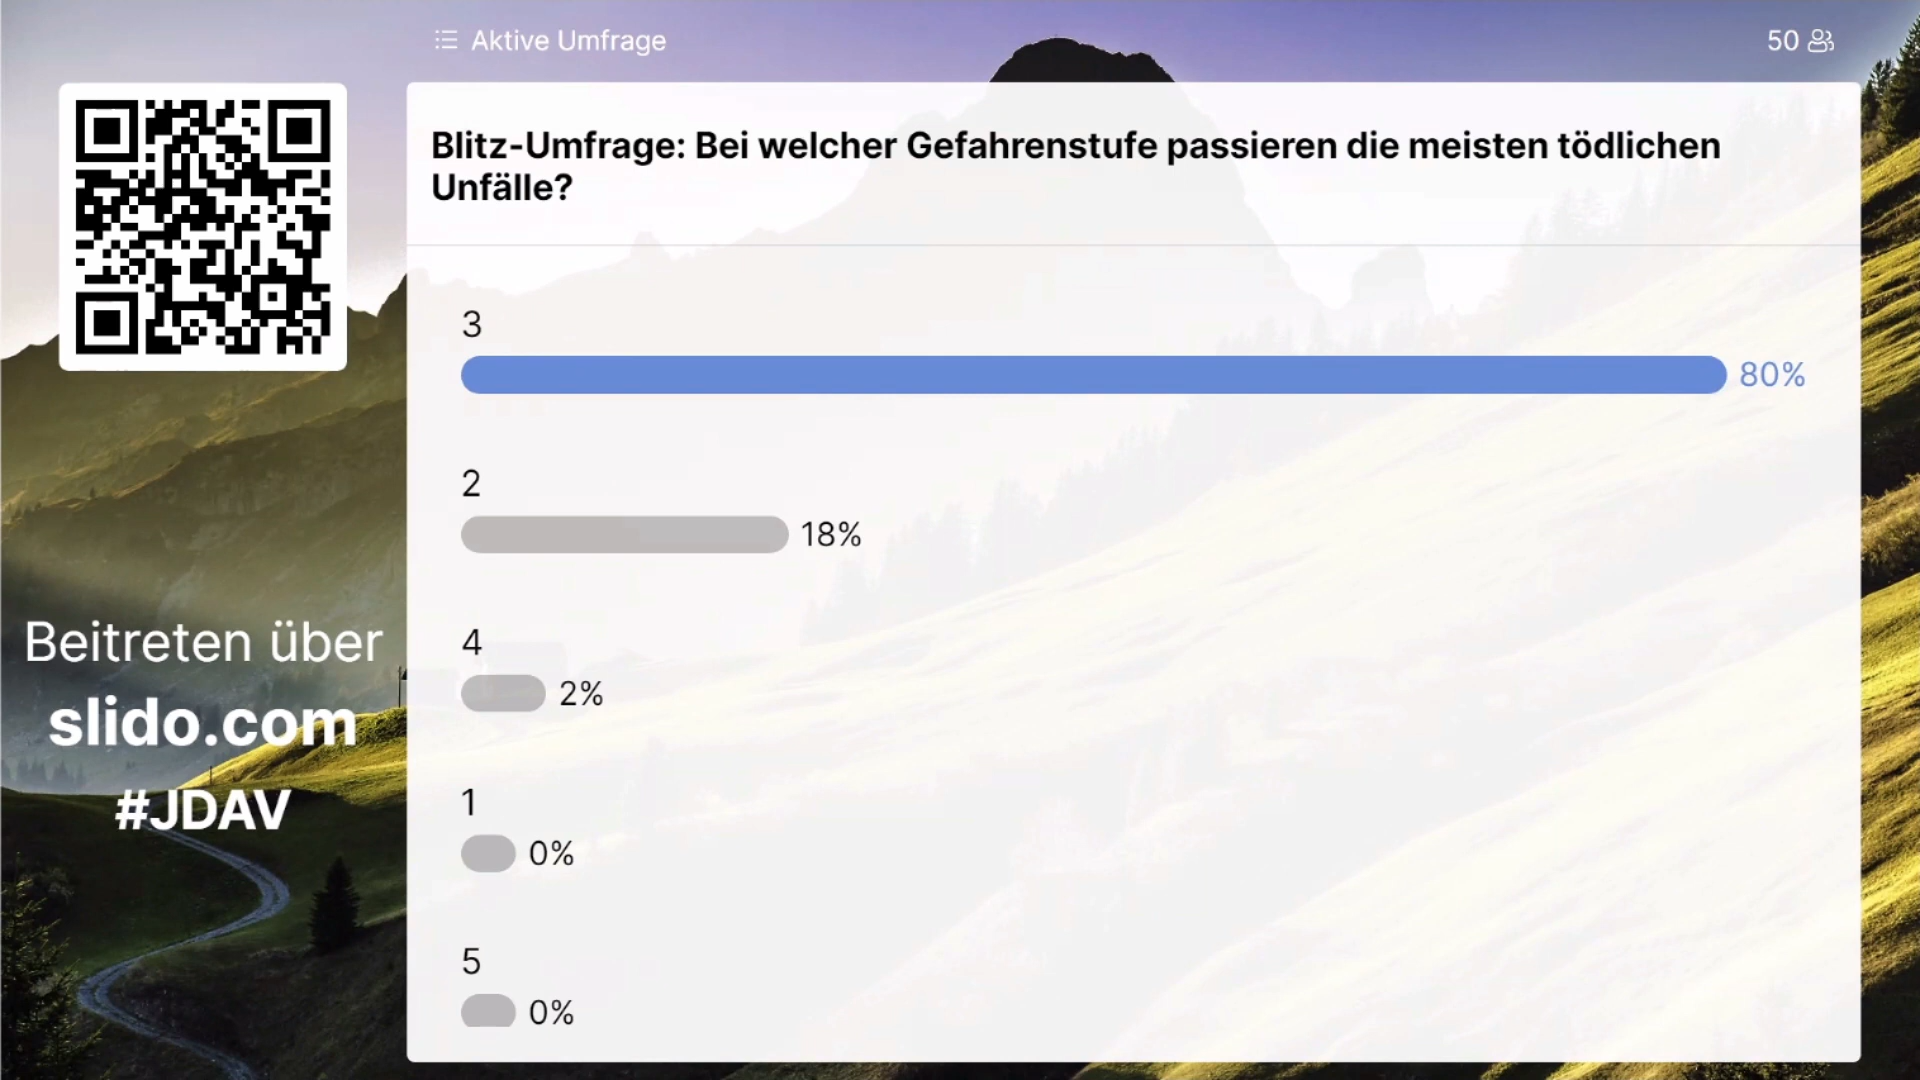 Aktive Umfrage
50
Blitz-Umfrage: Bei welcher Gefahrenstufe passieren die meisten tödlichen
Unfälle?
3
80%
2
18%
4
2%
1
0%
5
0%
Beitreten über
slido.com
#JDAV